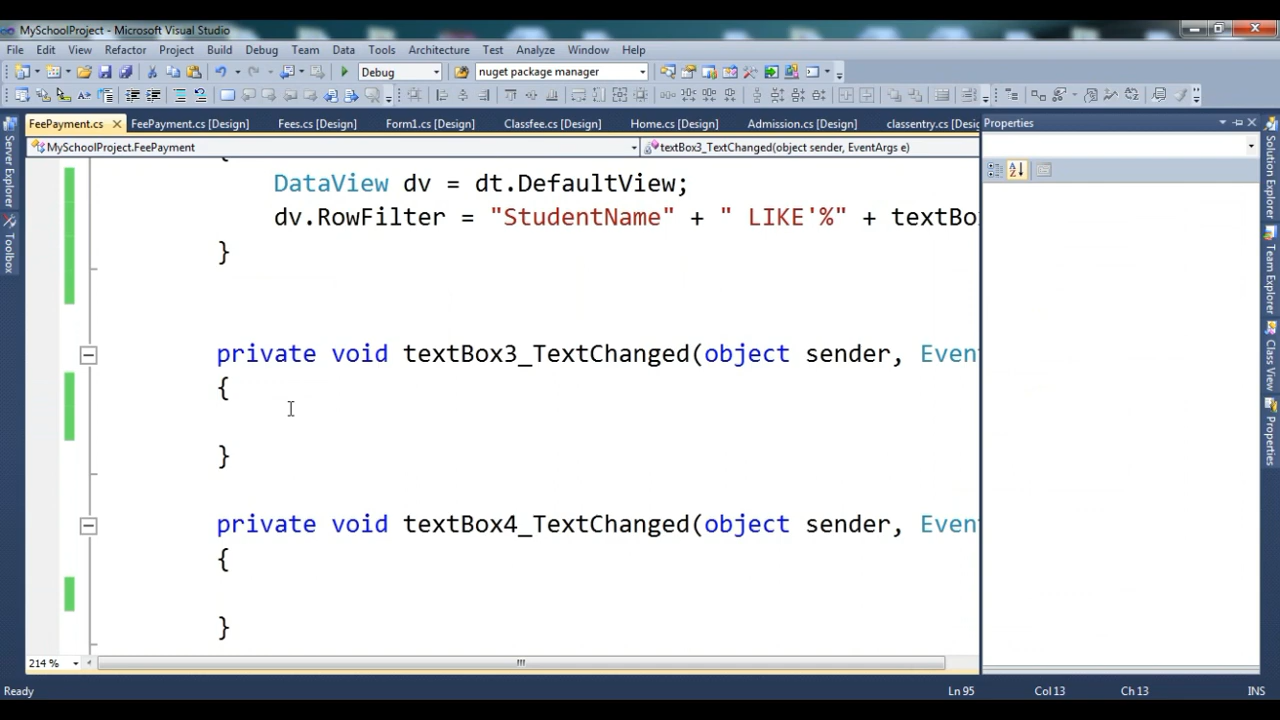 MySchoolProject - Microsoft Visual Studio
File Edit View Refactor Project Build Debug Team Data Tools Architecture Test Analyze Window Help
Debug nuget package manager
FeePayment.cs FeePayment.cs [Design] Fees.cs [Design] Form1.cs [Design] Classfee.cs [Design] Home.cs [Design] Admission.cs [Design] classentry.cs [Desig
Properties
MySchoolProject.FeePayment textBox3_TextChanged(object sender, EventArgs e)
{
DataView dv = dt.DefaultView;
dv.RowFilter = "StudentName" + " LIKE'%" + textBo
}
private void textBox3_TextChanged(object sender, Event
{
}
private void textBox4_TextChanged(object sender, Event
{
}
214 %
Ready Ln 95 Col 13 Ch 13 INS
Server Explorer
Toolbox
Solution Explorer
Team Explorer
Class View
Properties